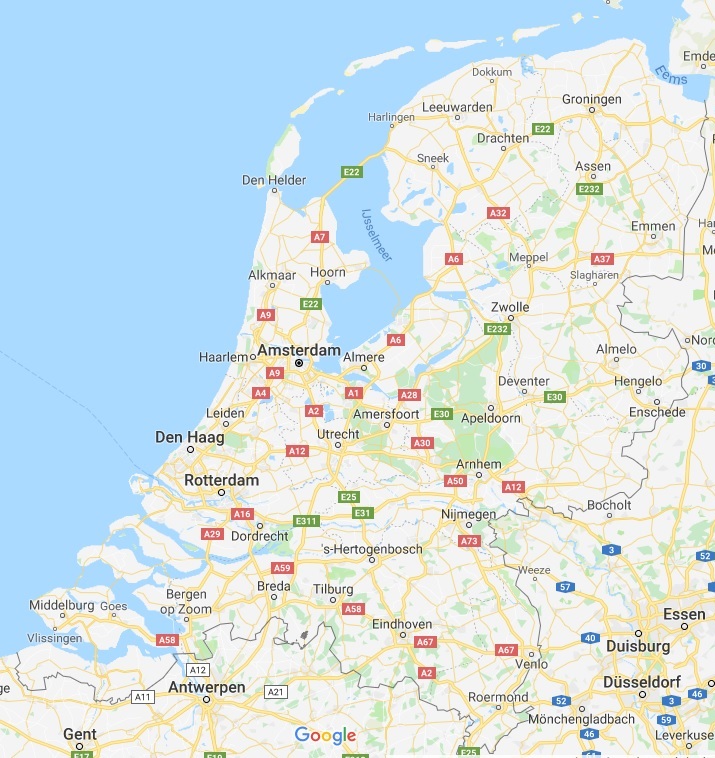 Emde
Eems
Dokkum
Groningen
Leeuwarden
Harlingen
Drachten
E22
Sneek
Assen
E22
Den Helder
E232
IJsselmeer
A32
Emmen
A7
A6
Meppel
A37
Alkmaar
Hoorn
Slagharen
E22
Zwolle
A9
E232
A6
Haarlem
Amsterdam
Almere
Almelo
A9
30
Deventer
Hengelo
A4
A1
A28
E30
A2
Amersfoort
E30
Apeldoorn
Enschede
Leiden
Den Haag
Utrecht
A12
A30
Arnhem
Rotterdam
A50
A12
E25
Bocholt
A16
E311
E31
Nijmegen
A29
Dordrecht
A73
's-Hertogenbosch
3
52
A59
Weeze
57
Bergen
op Zoom
Breda
Tilburg
Middelburg
Goes
A58
Essen
Vlissingen
A58
Eindhoven
A67
40
Duisburg
A67
Venlo
A12
A2
Antwerpen
A21
A11
Düsseldorf
Roermond
52
3
46
Mönchengladbach
59
Gent
Google
46
Leverkuse
E17
E19
E25